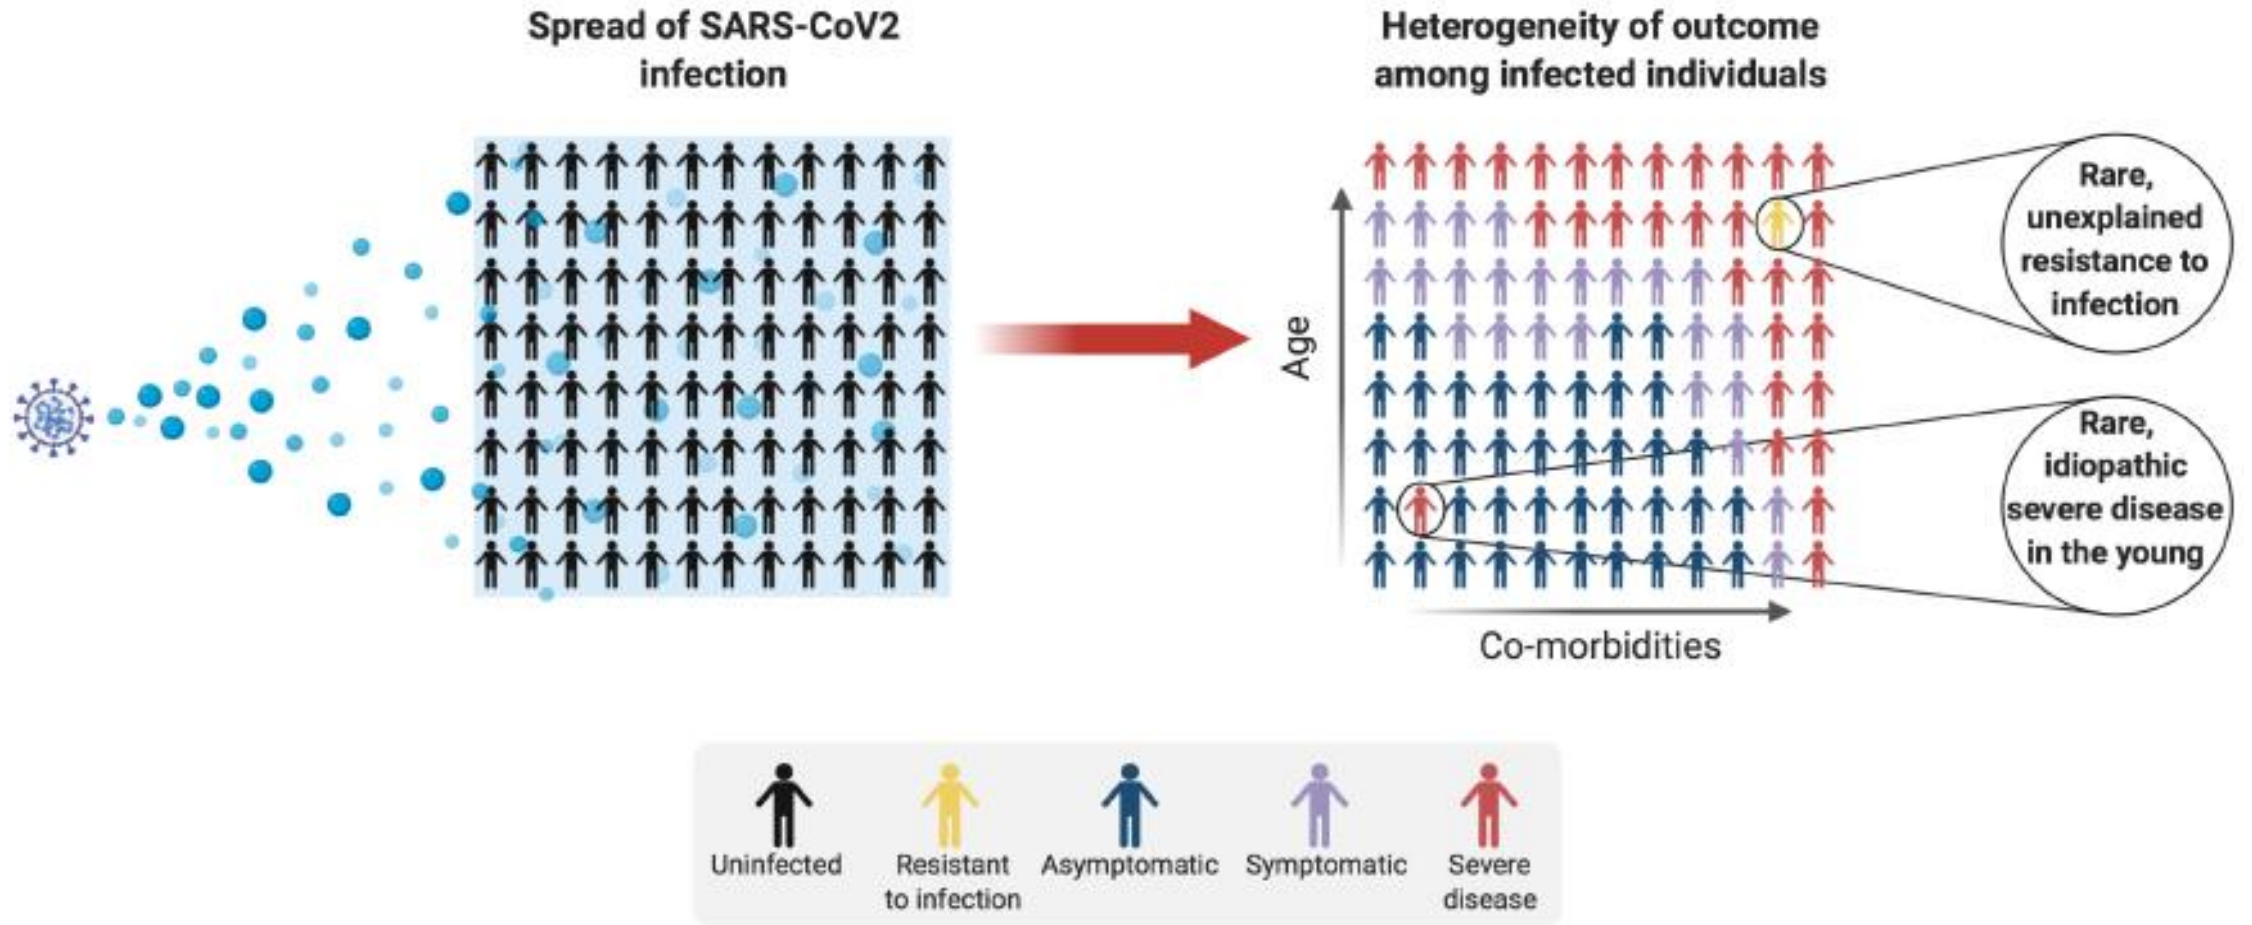 Spread of SARS-CoV2
infection
Heterogeneity of outcome
among infected individuals
Rare,
unexplained
resistance to
infection
Age
Rare,
idiopathic
severe disease
in the young
Co-morbidities
Uninfected
Resistant
to infection
Asymptomatic
Symptomatic
Severe
disease